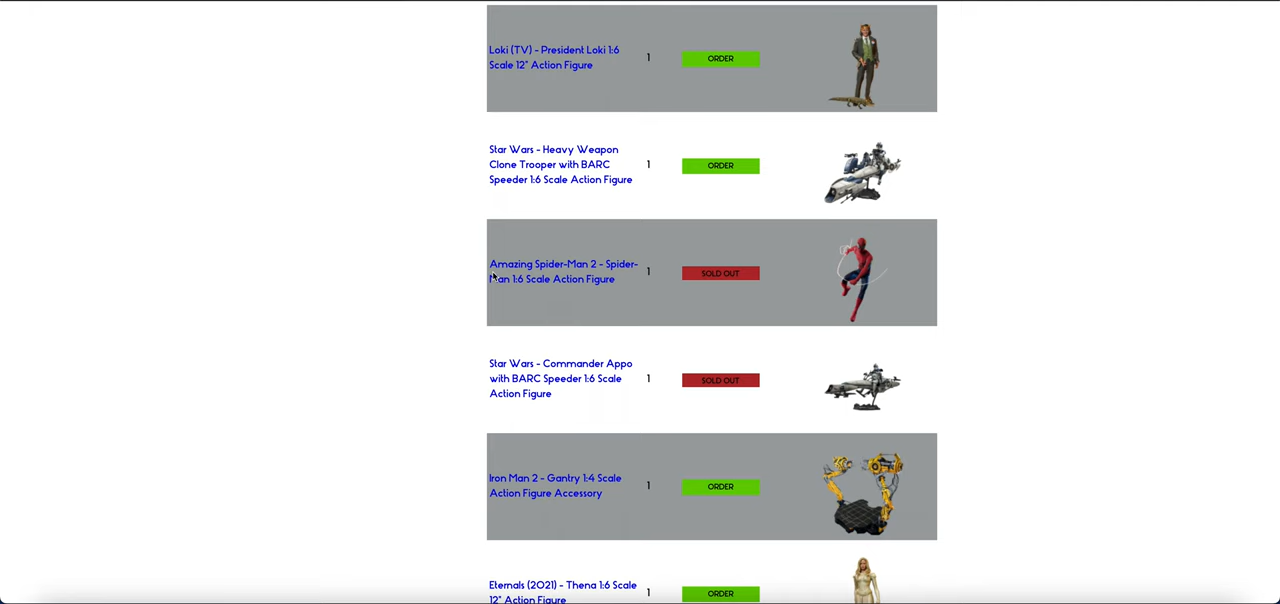 Loki (TV) - President Loki 1:6
Scale 12" Action Figure
1
ORDER
Star Wars - Heavy Weapon
Clone Trooper with BARC
Speeder 1:6 Scale Action Figure
1
ORDER
Amazing Spider-Man 2 - Spider-
Man 1:6 Scale Action Figure
1
SOLD OUT
Star Wars - Commander Appo
with BARC Speeder 1:6 Scale
Action Figure
1
SOLD OUT
Iron Man 2 - Gantry 1:4 Scale
Action Figure Accessory
1
ORDER
Eternals (2021) - Thena 1:6 Scale
12" Action Figure
1
ORDER